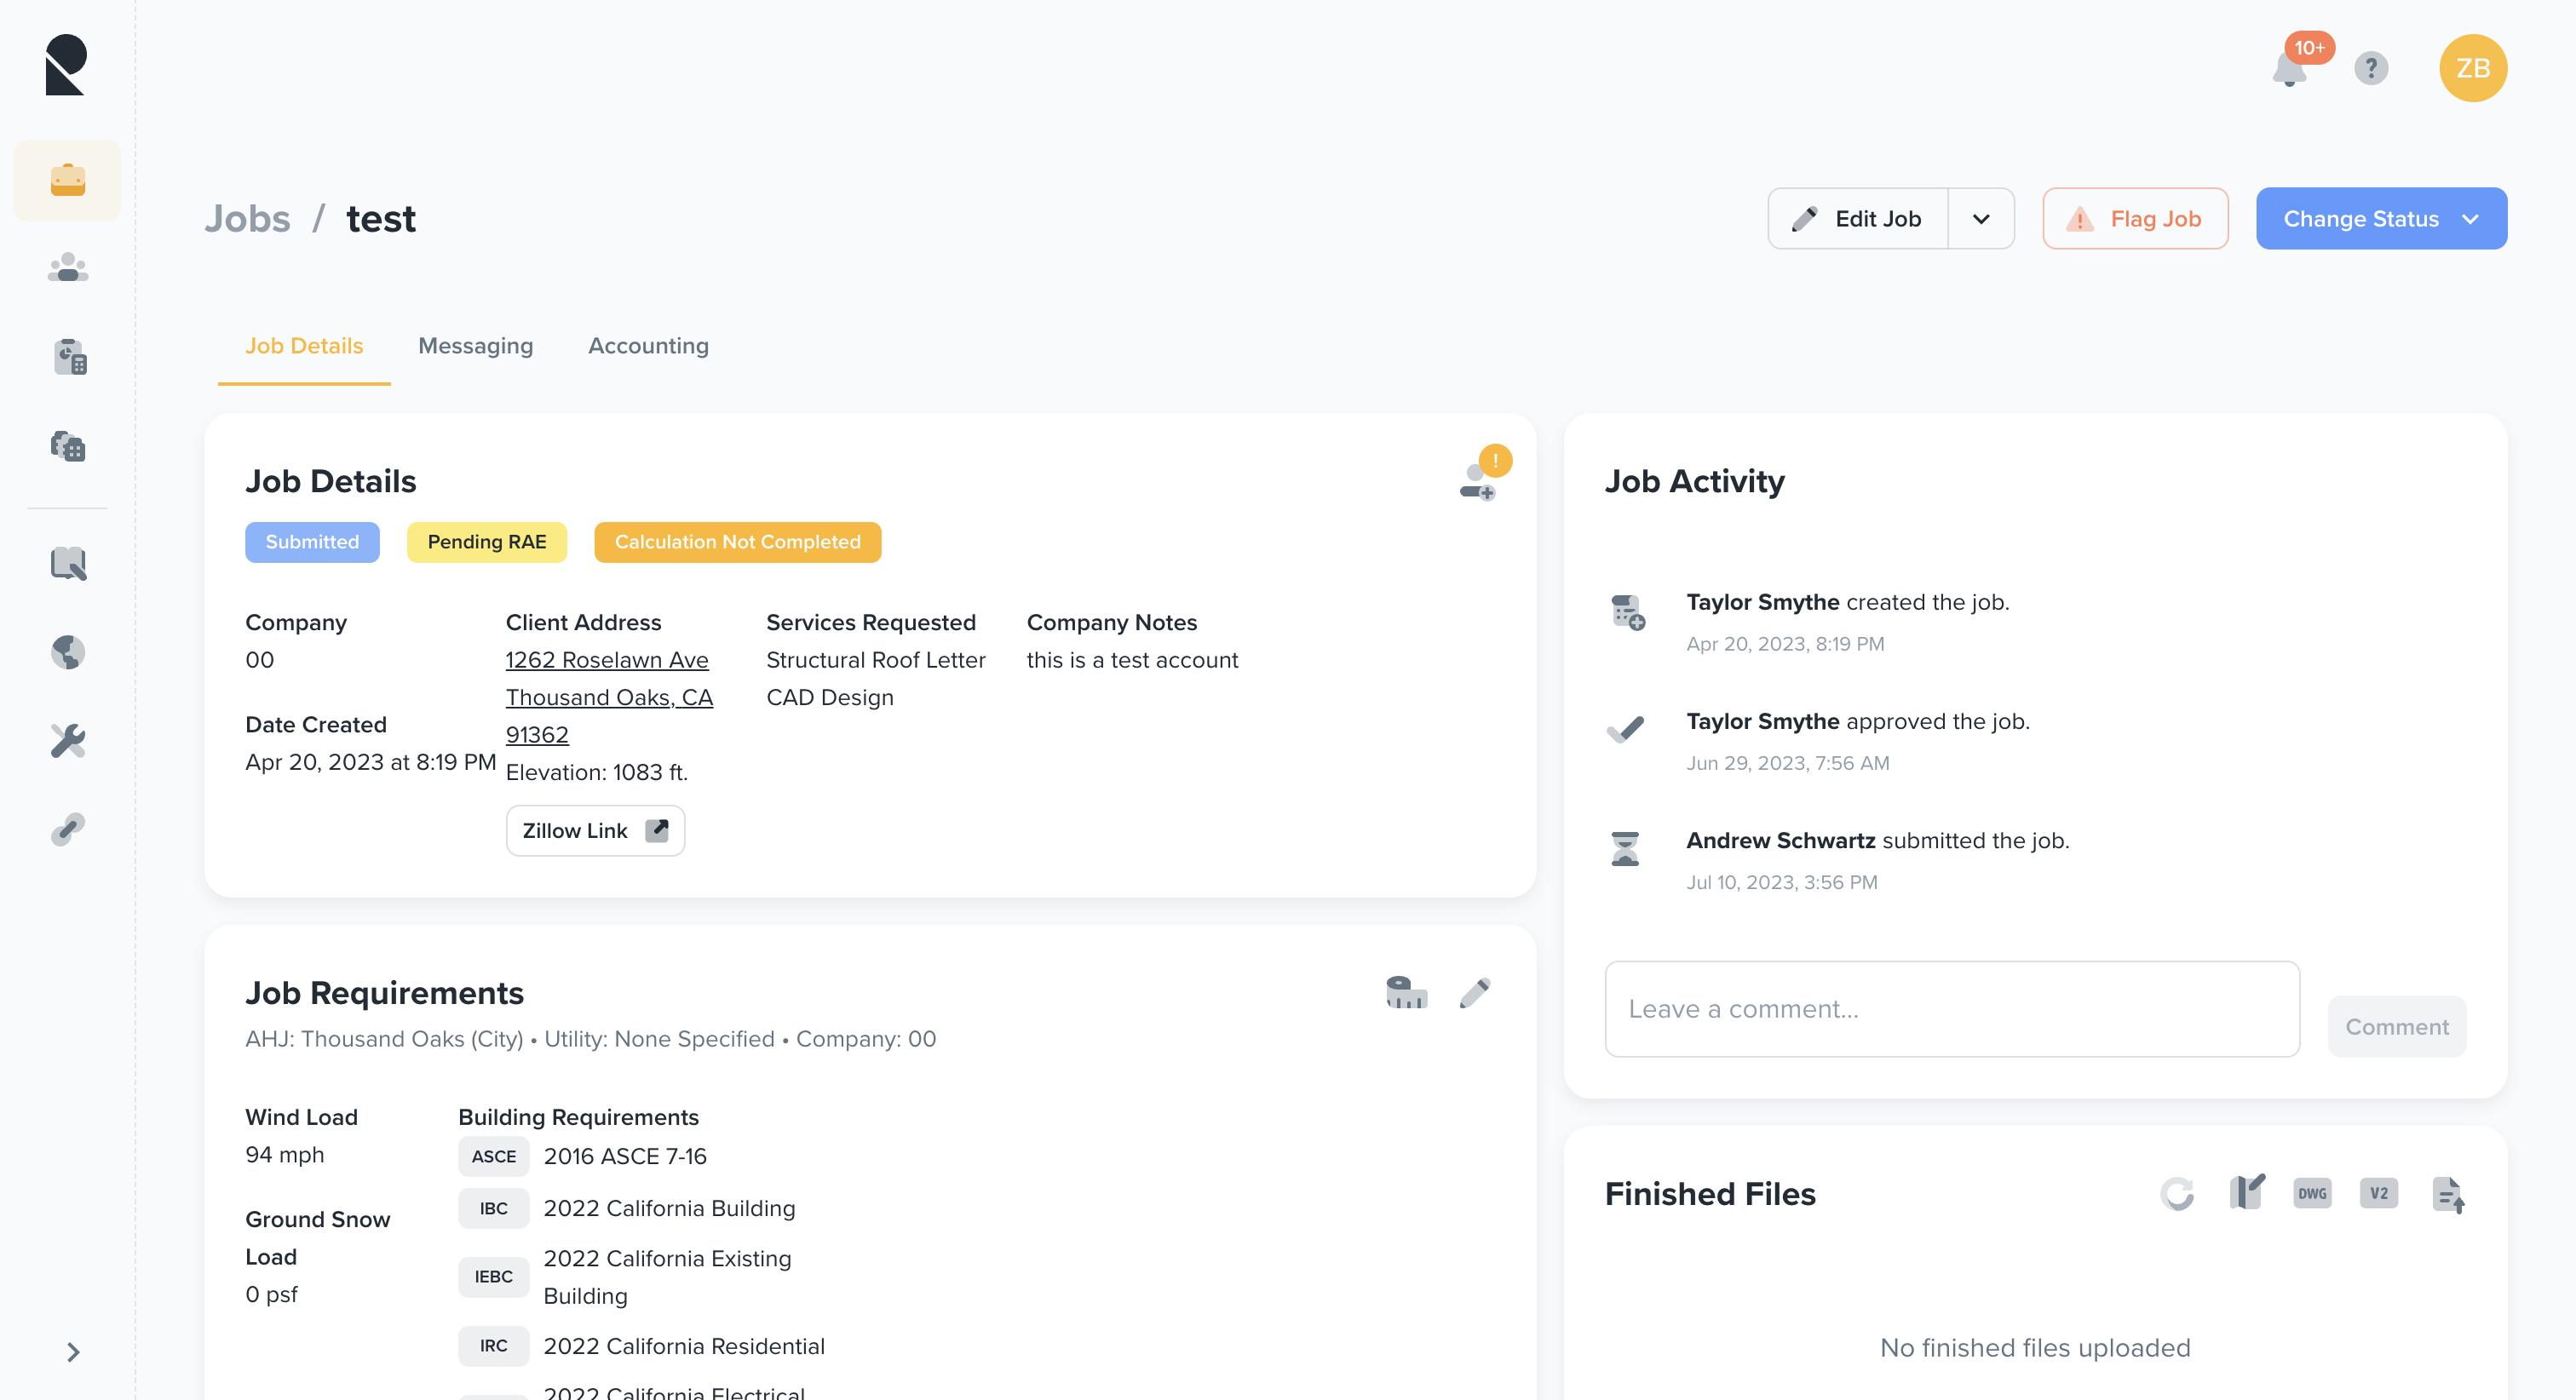 10+
ZB
Jobs / test
Edit Job
Flag Job
Change Status
Job Details
Messaging
Accounting
Job Details
Submitted
Pending RAE
Calculation Not Completed
Company
00
Date Created
Apr 20, 2023 at 8:19 PM
Client Address
1262 Roselawn Ave
Thousand Oaks, CA
91362
Elevation: 1083 ft.
Zillow Link
Services Requested
Structural Roof Letter
CAD Design
Company Notes
this is a test account
Job Requirements
AHJ: Thousand Oaks (City) • Utility: None Specified • Company: 00
Wind Load
94 mph
Ground Snow
Load
0 psf
Building Requirements
ASCE 2016 ASCE 7-16
IBC 2022 California Building
IEBC 2022 California Existing
Building
IRC 2022 California Residential
2022 California Electrical
Job Activity
Taylor Smythe created the job.
Apr 20, 2023, 8:19 PM
Taylor Smythe approved the job.
Jun 29, 2023, 7:56 AM
Andrew Schwartz submitted the job.
Jul 10, 2023, 3:56 PM
Leave a comment...
Comment
Finished Files
DWG
V2
No finished files uploaded